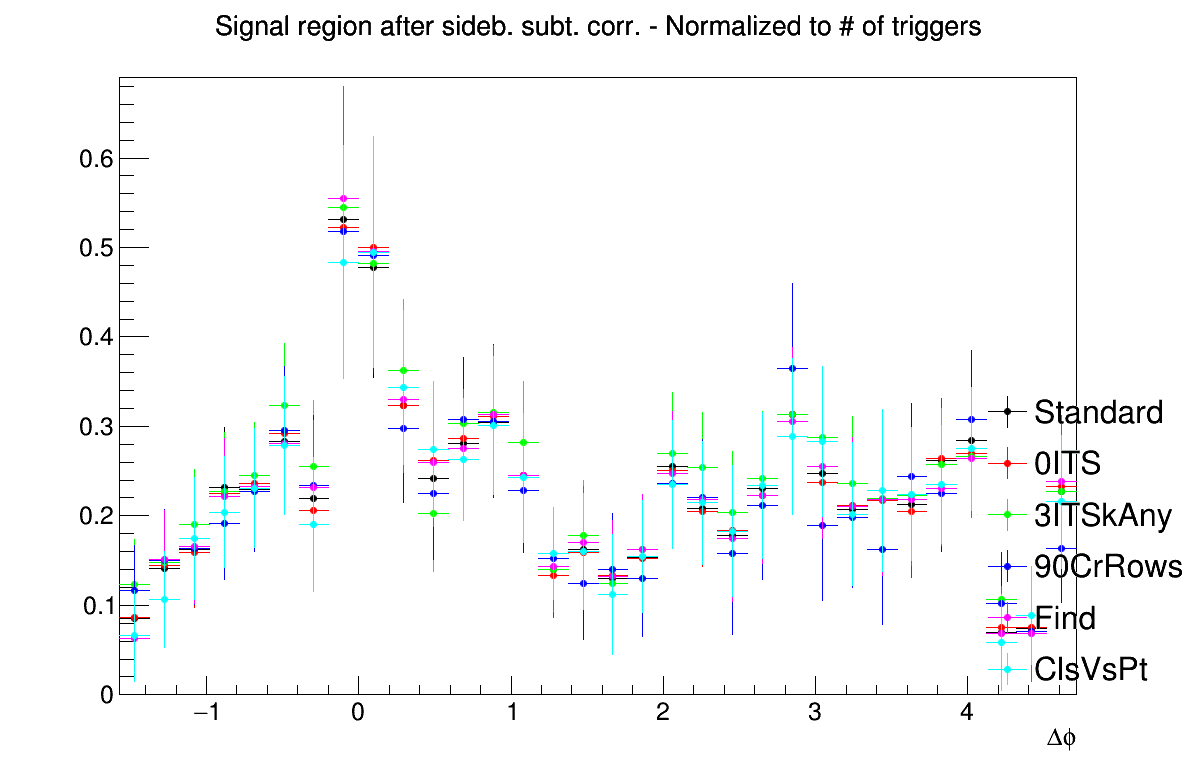 Signal region after sideb. subt. corr. - Normalized to # of triggers
0.6
0.5
0.4
0.3
0.2
0.1
0
−1
0
1
2
3
4
Δϕ
Standard
0ITS
3ITSkAny
90CrRows
Find
ClsVsPt